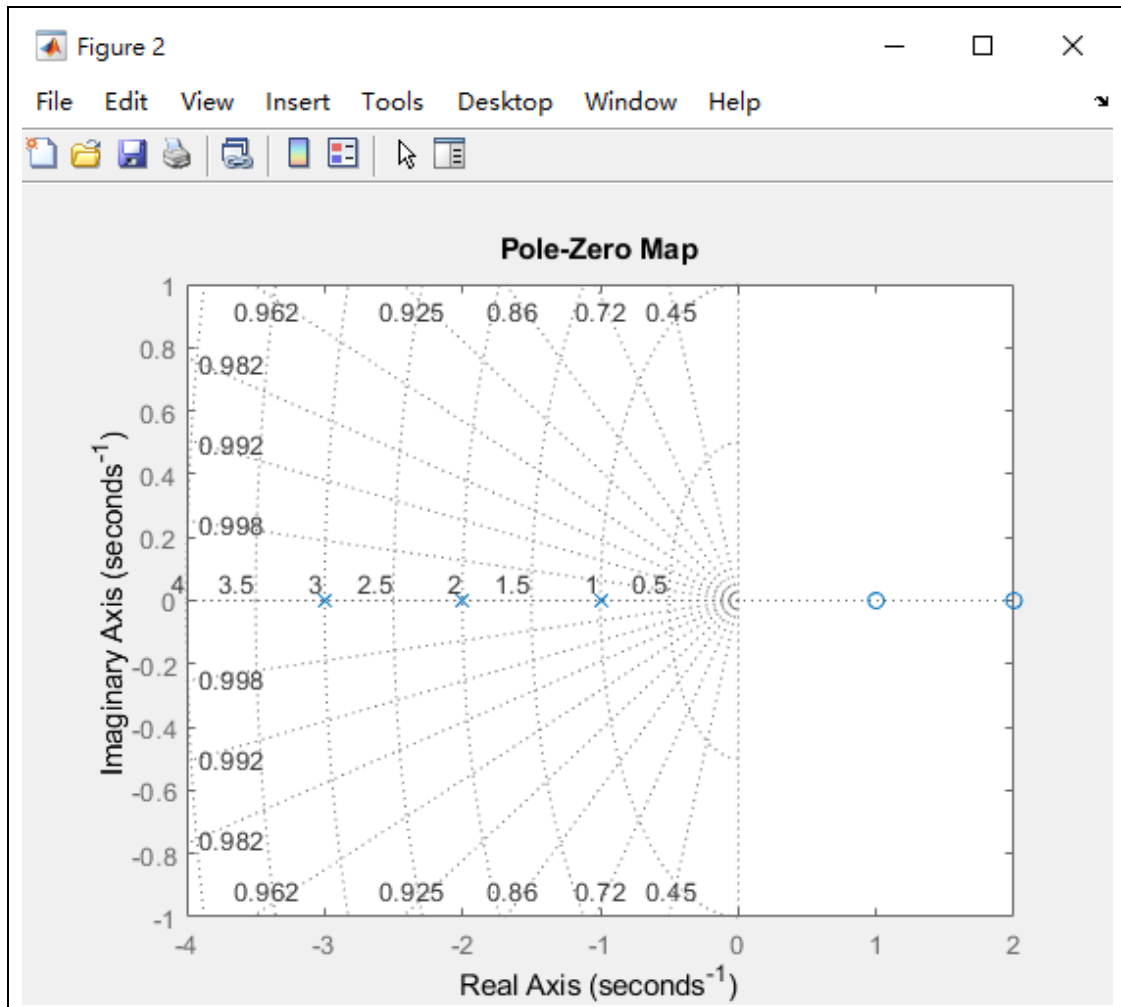 Figure 2
File Edit View Insert Tools Desktop Window Help
Pole-Zero Map
1
0.962 0.925 0.86 0.72 0.45
0.8
0.982
0.6
0.992
0.4
0.998
0.2
4 3.5 3 2.5 2 1.5 1 0.5
0
-0.2
0.998
-0.4
0.992
-0.6
0.982
-0.8
0.962 0.925 0.86 0.72 0.45
-1
-4 -3 -2 -1 0 1 2
Imaginary Axis (seconds⁻¹)
Real Axis (seconds⁻¹)